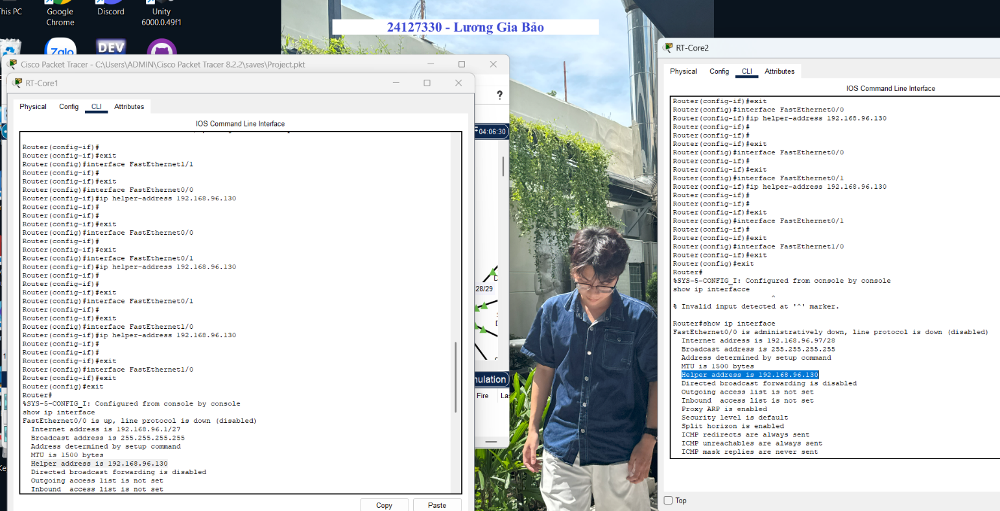 This PC
Google
Chrome
Discord
Unity
6000.0.49f1
Zalo
DEV
24127330 - Lương Gia Bảo
Cisco Packet Tracer - C:\Users\ADMIN\Cisco Packet Tracer 8.2.2\saves\Project.pkt
RT-Core1
?
Physical
Config
CLI
Attributes
IOS Command Line Interface
Router(config-if)#
Router(config-if)#exit
Router(config)#interface FastEthernet1/1
Router(config-if)#
Router(config-if)#exit
Router(config)#interface FastEthernet0/0
Router(config-if)#ip helper-address 192.168.96.130
Router(config-if)#
Router(config-if)#
Router(config-if)#exit
Router(config)#interface FastEthernet0/0
Router(config-if)#
Router(config-if)#exit
Router(config)#interface FastEthernet0/1
Router(config-if)#ip helper-address 192.168.96.130
Router(config-if)#
Router(config-if)#
Router(config-if)#exit
Router(config)#interface FastEthernet0/1
Router(config-if)#
Router(config-if)#exit
Router(config)#interface FastEthernet1/0
Router(config-if)#ip helper-address 192.168.96.130
Router(config-if)#
Router(config-if)#
Router(config-if)#exit
Router(config)#interface FastEthernet1/0
Router(config-if)#exit
Router(config)#exit
Router#
%SYS-5-CONFIG_I: Configured from console by console
show ip interface
FastEthernet0/0 is up, line protocol is down (disabled)
Internet address is 192.168.96.1/27
Broadcast address is 255.255.255.255
Address determined by setup command
MTU is 1500 bytes
Helper address is 192.168.96.130
Directed broadcast forwarding is disabled
Outgoing access list is not set
Inbound  access list is not set
Copy
Paste
04:06:30
28/29
mulation
Fire
La
RT-Core2
Physical
Config
CLI
Attributes
IOS Command Line Interface
Router(config-if)#exit
Router(config)#interface FastEthernet0/0
Router(config-if)#ip helper-address 192.168.96.130
Router(config-if)#
Router(config-if)#
Router(config-if)#exit
Router(config)#interface FastEthernet0/0
Router(config-if)#
Router(config-if)#exit
Router(config)#interface FastEthernet0/1
Router(config-if)#ip helper-address 192.168.96.130
Router(config-if)#
Router(config-if)#
Router(config-if)#exit
Router(config)#interface FastEthernet0/1
Router(config-if)#
Router(config-if)#exit
Router(config)#interface FastEthernet1/0
Router(config-if)#exit
Router(config)#exit
Router#
%SYS-5-CONFIG_I: Configured from console by console
show ip interfacce
^
% Invalid input detected at '^' marker.
Router#show ip interface
FastEthernet0/0 is administratively down, line protocol is down (disabled)
Internet address is 192.168.96.97/28
Broadcast address is 255.255.255.255
Address determined by setup command
MTU is 1500 bytes
Helper address is 192.168.96.130
Directed broadcast forwarding is disabled
Outgoing access list is not set
Inbound  access list is not set
Proxy ARP is enabled
Security level is default
Split horizon is enabled
ICMP redirects are always sent
ICMP unreachables are always sent
ICMP mask replies are never sent
Top